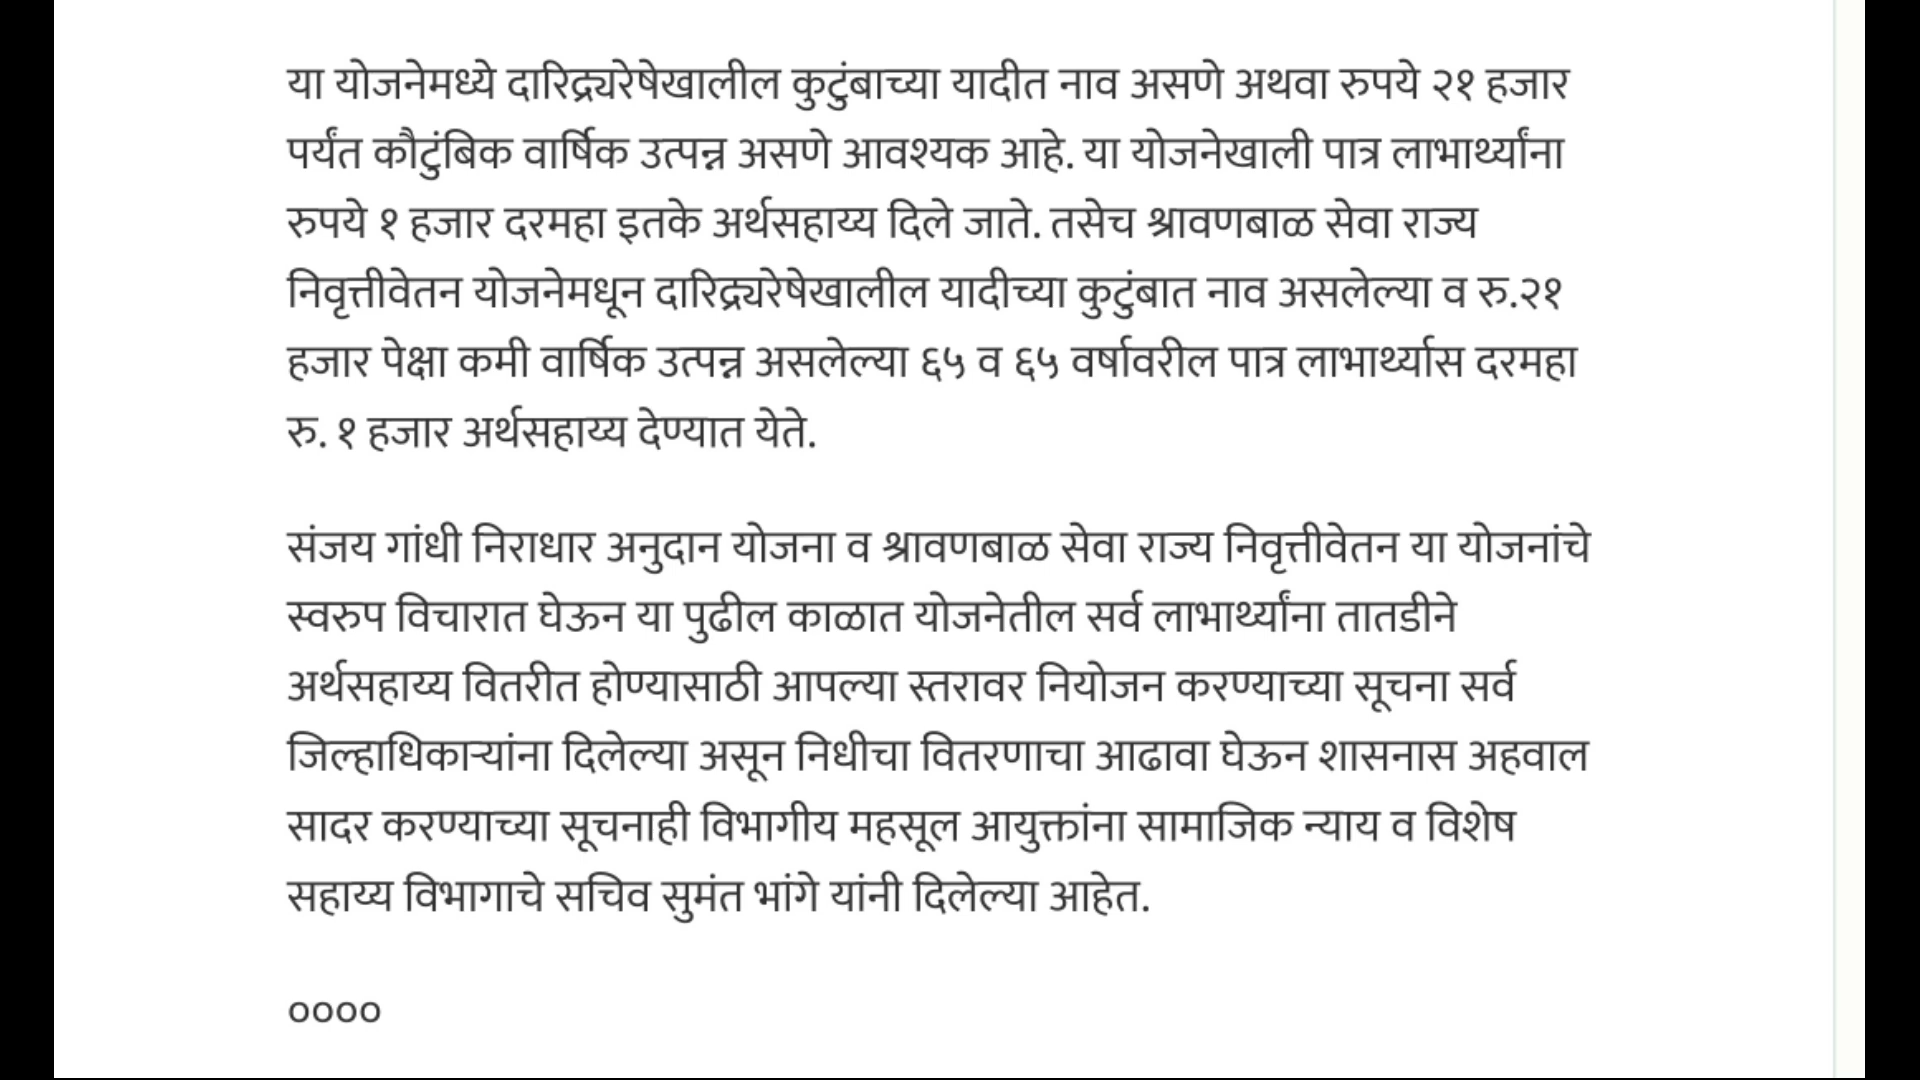 या योजनेमध्ये दारिद्र्यरेषेखालील कुटुंबाच्या यादीत नाव असणे अथवा रुपये २१ हजार
पर्यंत कौटुंबिक वार्षिक उत्पन्न असणे आवश्यक आहे. या योजनेखाली पात्र लाभार्थ्यांना
रुपये १ हजार दरमहा इतके अर्थसहाय्य दिले जाते. तसेच श्रावणबाळ सेवा राज्य
निवृत्तीवेतन योजनेमधून दारिद्र्यरेषेखालील यादीच्या कुटुंबात नाव असलेल्या व रु.२१
हजार पेक्षा कमी वार्षिक उत्पन्न असलेल्या ६५ व ६५ वर्षावरील पात्र लाभार्थ्यास दरमहा
रु. १ हजार अर्थसहाय्य देण्यात येते.
संजय गांधी निराधार अनुदान योजना व श्रावणबाळ सेवा राज्य निवृत्तीवेतन या योजनांचे
स्वरुप विचारात घेऊन या पुढील काळात योजनेतील सर्व लाभार्थ्यांना तातडीने
अर्थसहाय्य वितरीत होण्यासाठी आपल्या स्तरावर नियोजन करण्याच्या सूचना सर्व
जिल्हाधिकाऱ्यांना दिलेल्या असून निधीचा वितरणाचा आढावा घेऊन शासनास अहवाल
सादर करण्याच्या सूचनाही विभागीय महसूल आयुक्तांना सामाजिक न्याय व विशेष
सहाय्य विभागाचे सचिव सुमंत भांगे यांनी दिलेल्या आहेत.
००००